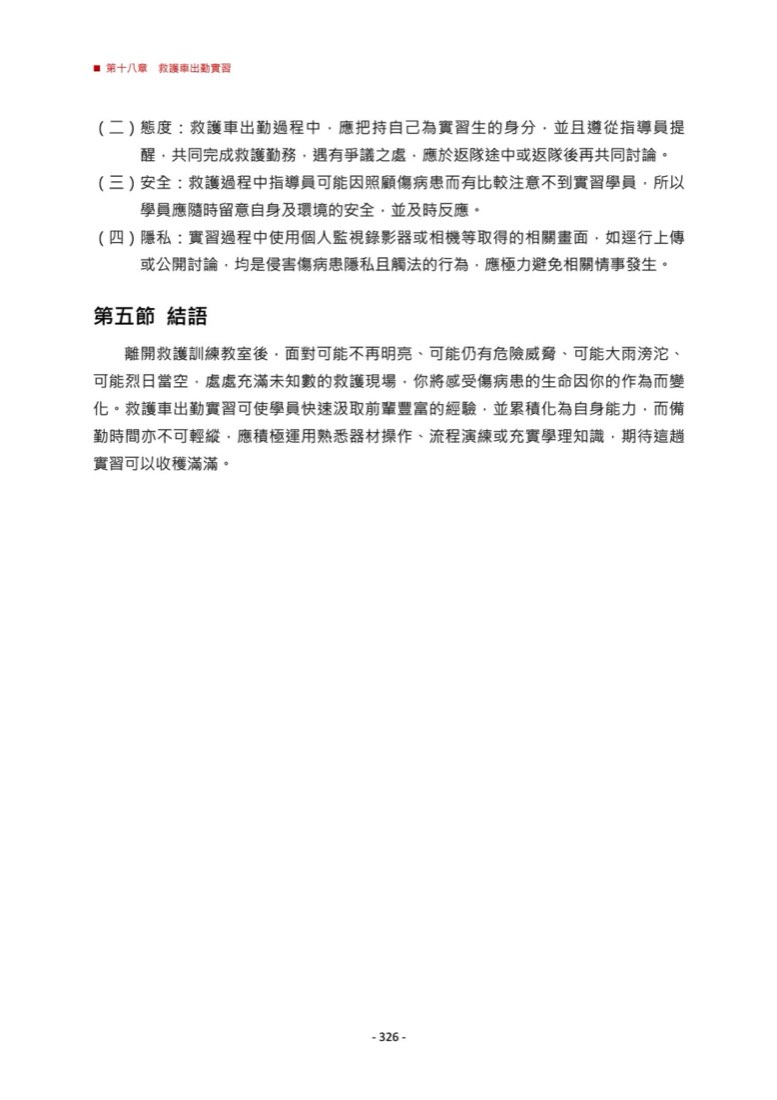 ■ 第十八章　救護車出勤實習
（二）態度：救護車出勤過程中，應把持自己為實習生的身分，並且遵從指導員提
醒，共同完成救護勤務，遇有爭議之處，應於返隊途中或返隊後再共同討論。
（三）安全：救護過程中指導員可能因照顧傷病患而有比較注意不到實習學員，所以
學員應隨時留意自身及環境的安全，並及時反應。
（四）隱私：實習過程中使用個人監視錄影器或相機等取得的相關畫面，如逕行上傳
或公開討論，均是侵害傷病患隱私且觸法的行為，應極力避免相關情事發生。
第五節 結語
離開救護訓練教室後，面對可能不再明亮、可能仍有危險威脅、可能大雨滂沱、
可能烈日當空，處處充滿未知數的救護現場，你將感受傷病患的生命因你的作為而變
化。救護車出勤實習可使學員快速汲取前輩豐富的經驗，並累積化為自身能力，而備
勤時間亦不可輕縱，應積極運用熟悉器材操作、流程演練或充實學理知識，期待這趟
實習可以收穫滿滿。
- 326 -